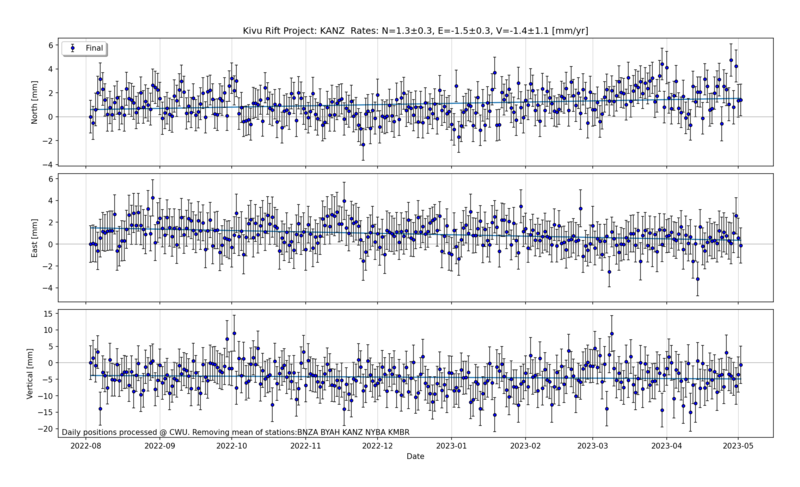 Kivu Rift Project: KANZ Rates: N=1.3±0.3, E=-1.5±0.3, V=-1.4±1.1 [mm/yr]
Final
North [mm]
6
4
2
0
−2
−4
East [mm]
6
4
2
0
−2
−4
Vertical [mm]
15
10
5
0
−5
−10
−15
−20
Daily positions processed @ CWU. Removing mean of stations:BNZA BYAH KANZ NYBA KMBR
2022-08 2022-09 2022-10 2022-11 2022-12 2023-01 2023-02 2023-03 2023-04 2023-05
Date